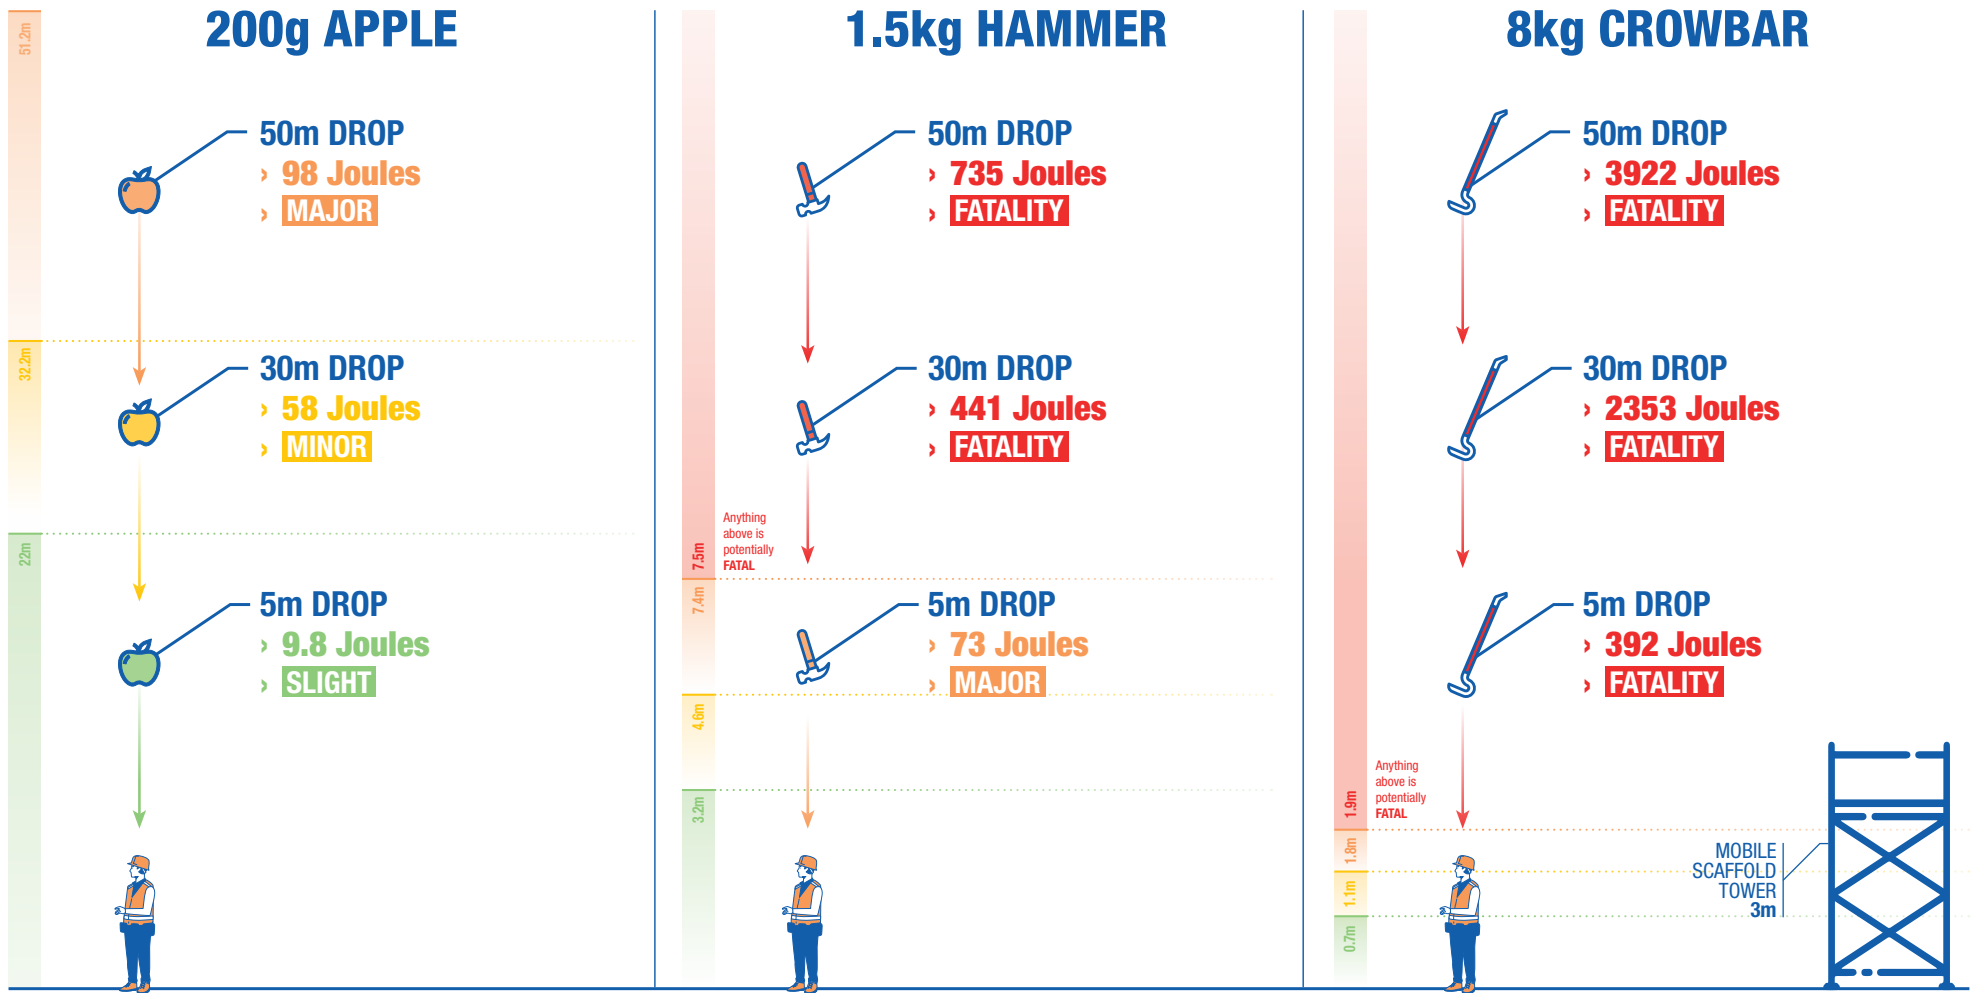 200g APPLE
51.2m
50m DROP
› 98 Joules
› MAJOR
32.2m
30m DROP
› 58 Joules
› MINOR
22m
5m DROP
› 9.8 Joules
› SLIGHT
1.5kg HAMMER
50m DROP
› 735 Joules
› FATALITY
30m DROP
› 441 Joules
› FATALITY
Anything
above is
potentially
FATAL
7.5m
7.4m
5m DROP
› 73 Joules
› MAJOR
4.6m
3.2m
8kg CROWBAR
50m DROP
› 3922 Joules
› FATALITY
30m DROP
› 2353 Joules
› FATALITY
5m DROP
› 392 Joules
› FATALITY
Anything
above is
potentially
FATAL
1.9m
1.8m
1.1m
0.7m
MOBILE
SCAFFOLD
TOWER
3m